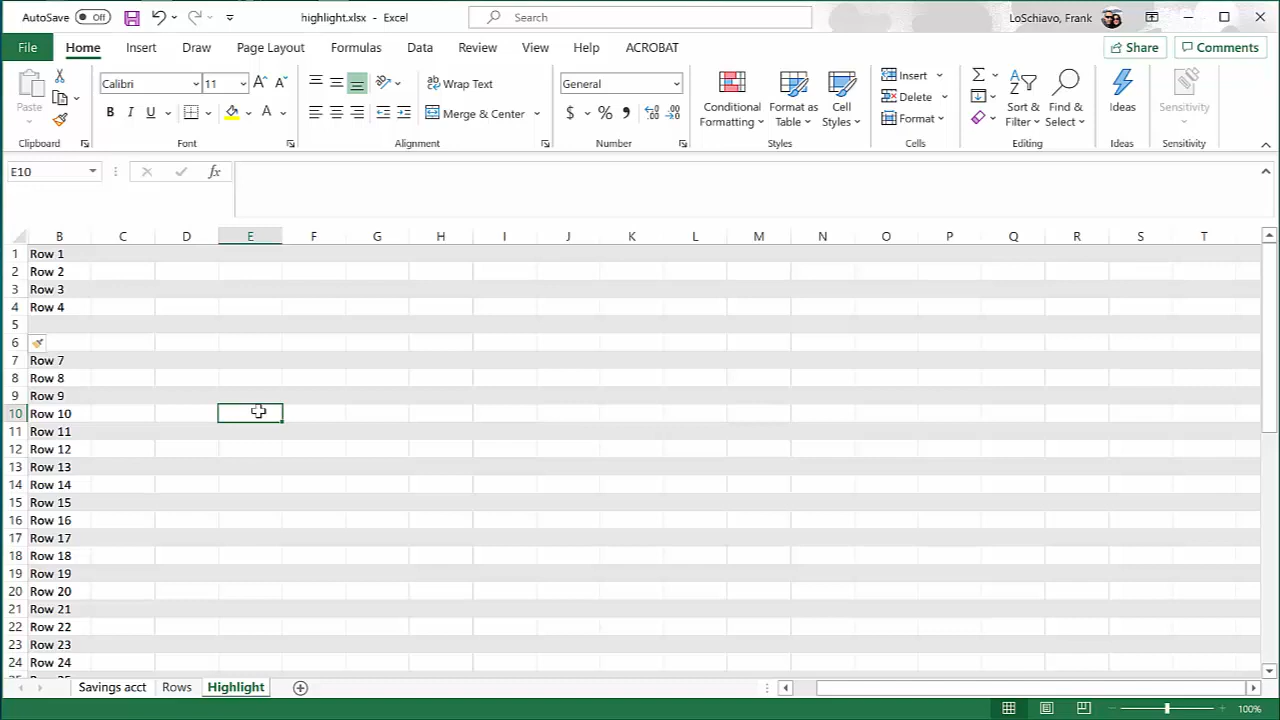 AutoSave Off highlight.xlsx - Excel Search LoSchiavo, Frank
File Home Insert Draw Page Layout Formulas Data Review View Help ACROBAT Share Comments
Paste
Calibri 11
Wrap Text
Merge & Center
General
$ % ,
Conditional Formatting
Format as Table
Cell Styles
Insert
Delete
Format
Sort & Filter
Find & Select
Ideas
Sensitivity
Clipboard Font Alignment Number Styles Cells Editing Ideas Sensitivity
E10 fx
B C D E F G H I J K L M N O P Q R S T
1 Row 1
2 Row 2
3 Row 3
4 Row 4
5
6
7 Row 7
8 Row 8
9 Row 9
10 Row 10
11 Row 11
12 Row 12
13 Row 13
14 Row 14
15 Row 15
16 Row 16
17 Row 17
18 Row 18
19 Row 19
20 Row 20
21 Row 21
22 Row 22
23 Row 23
24 Row 24
Savings acct Rows Highlight
100%